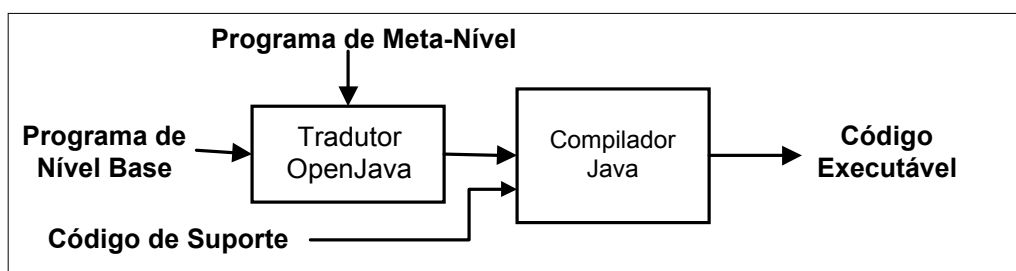 Programa de Meta-Nível
Programa de
Nível Base
Tradutor
OpenJava
Compilador
Java
Código
Executável
Código de Suporte